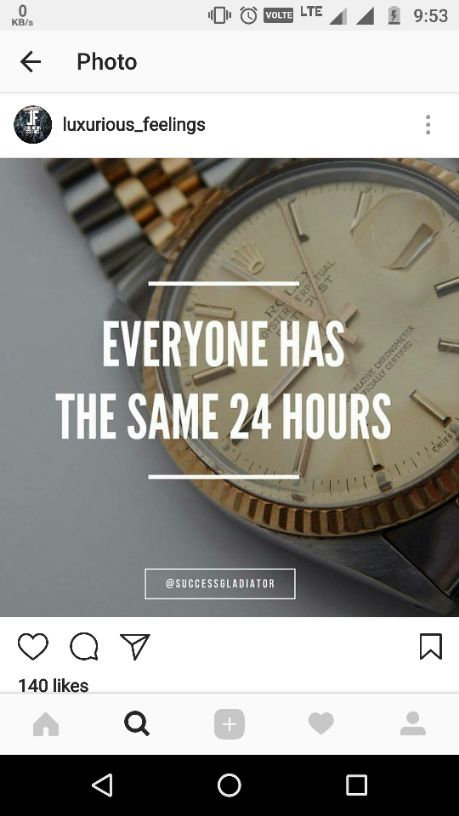 0
KB/s
VOLTE
LTE
9:53
Photo
luxurious_feelings
ROLEX
OYSTER PERPETUAL
DATEJUST
SUPERLATIVE CHRONOMETER
OFFICIALLY CERTIFIED
SWISS
EVERYONE HAS
THE SAME 24 HOURS
@SUCCESSGLADIATOR
140 likes